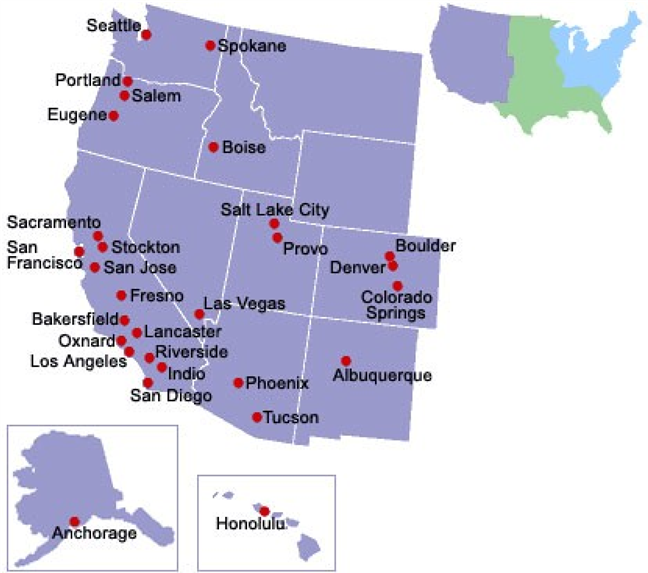 Seattle
Spokane
Portland
Salem
Eugene
Boise
Salt Lake City
Provo
Sacramento
Stockton
San
Francisco
San Jose
Boulder
Denver
Colorado
Springs
Fresno
Las Vegas
Bakersfield
Lancaster
Oxnard
Riverside
Los Angeles
Indio
San Diego
Phoenix
Albuquerque
Tucson
Anchorage
Honolulu